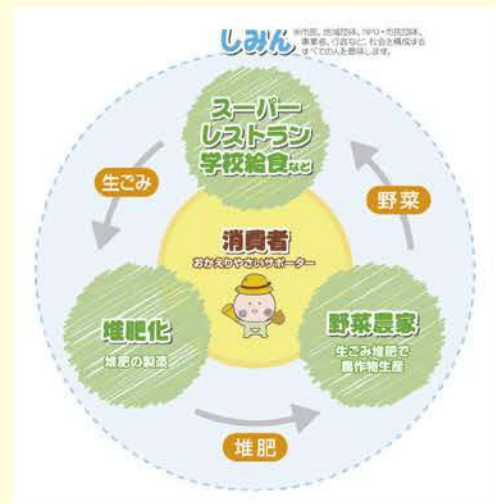 しみん
※市民、地域団体、NPO・市民団体、
事業者、行政など、社会を構成する
すべての人を意味します。
スーパー
レストラン
学校給食など
生ごみ
野菜
消費者
おかえりやさいサポーター
堆肥化
堆肥の製造
野菜農家
生ごみ堆肥で
農作物生産
堆肥